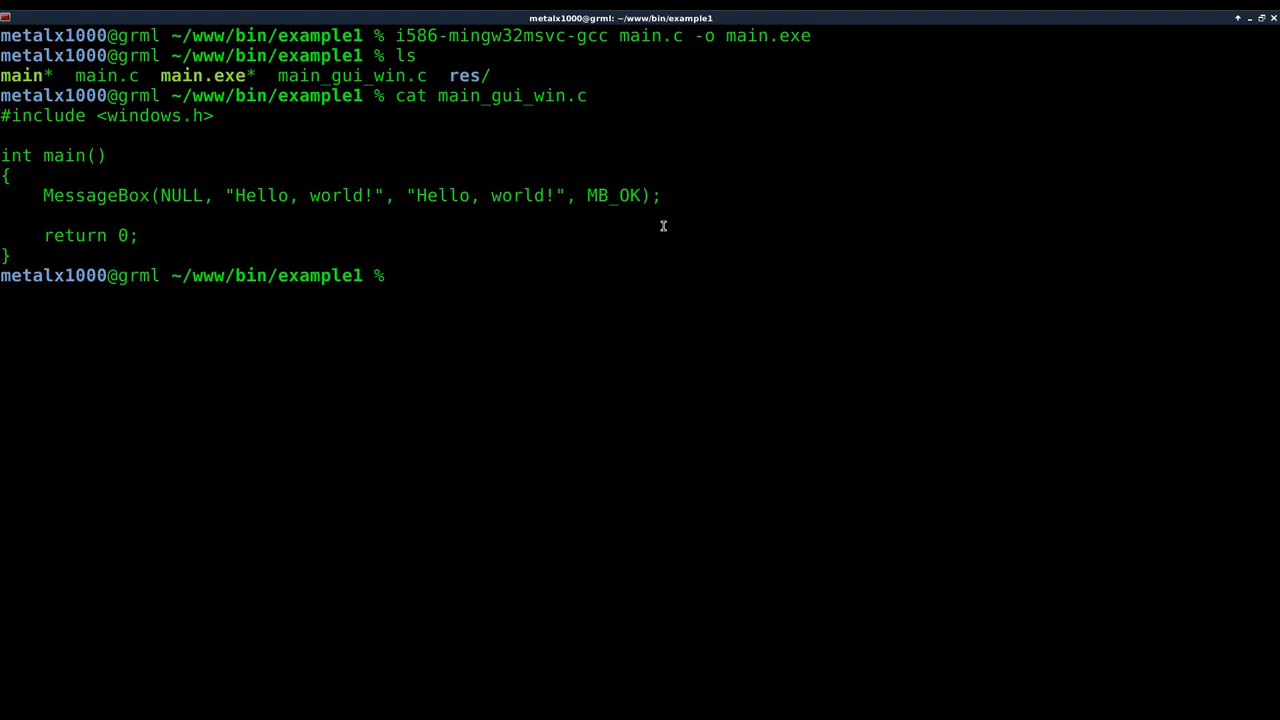 metalx1000@grml: ~/www/bin/example1
metalx1000@grml ~/www/bin/example1 % i586-mingw32msvc-gcc main.c -o main.exe
metalx1000@grml ~/www/bin/example1 % ls
main*  main.c  main.exe*  main_gui_win.c  res/
metalx1000@grml ~/www/bin/example1 % cat main_gui_win.c
#include <windows.h>

int main()
{
    MessageBox(NULL, "Hello, world!", "Hello, world!", MB_OK);

    return 0;
}
metalx1000@grml ~/www/bin/example1 %